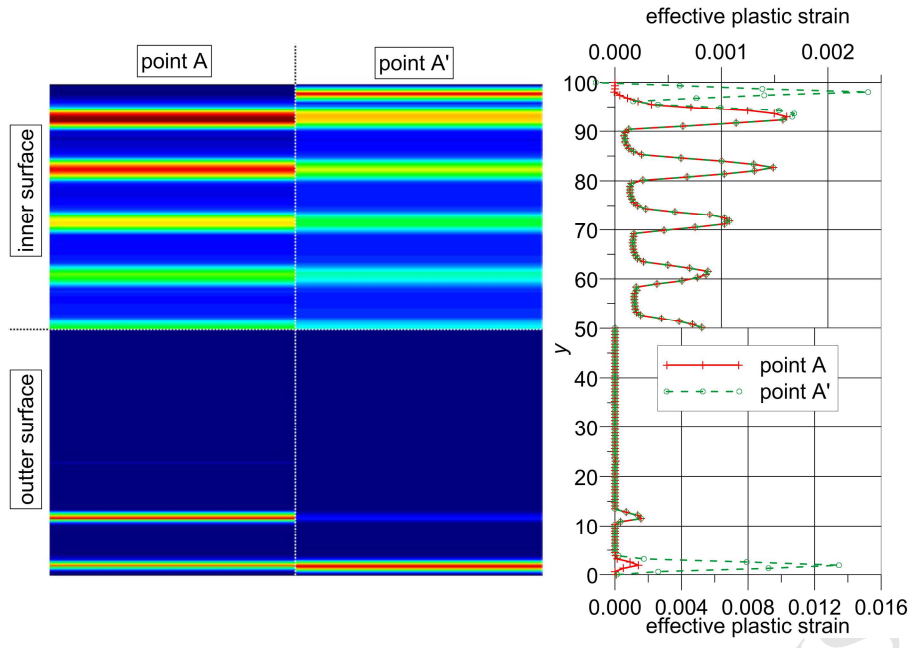 effective plastic strain
0.000 0.001 0.002
point A point A'
inner surface
outter surface
100
90
80
70
60
50
40
30
20
10
0
y
point A
point A'
0.000 0.004 0.008 0.012 0.016
effective plastic strain